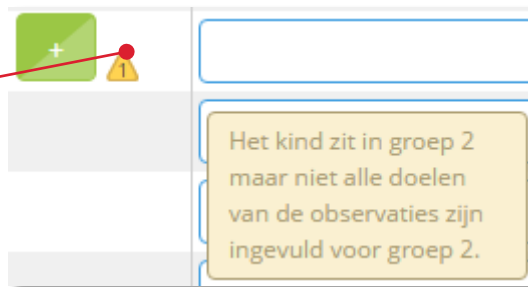 +
1
Het kind zit in groep 2
maar niet alle doelen
van de observaties zijn
ingevuld voor groep 2.